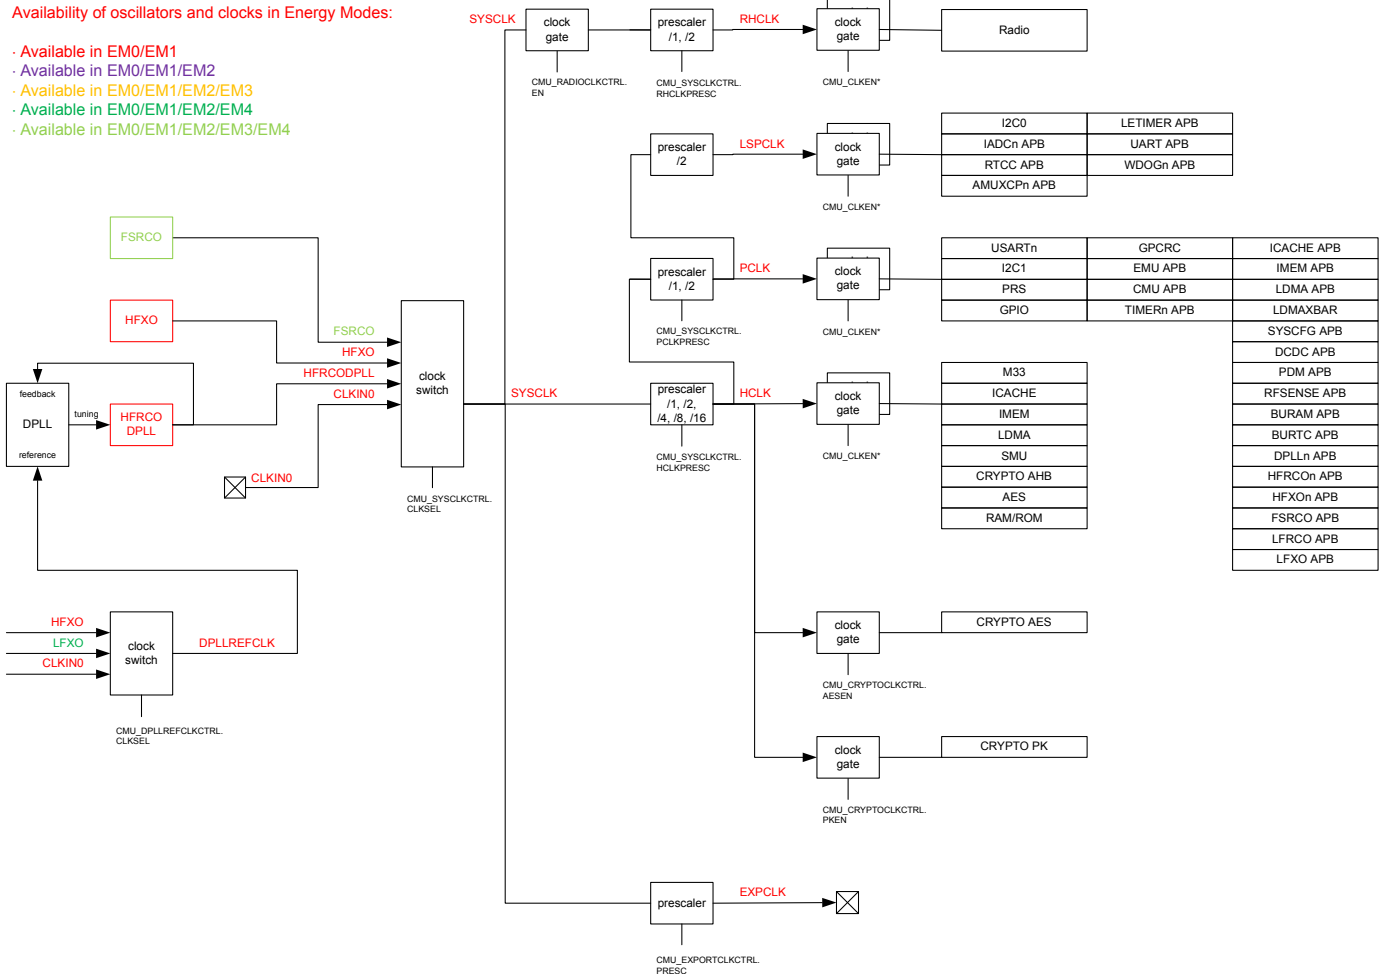 Availability of oscillators and clocks in Energy Modes:
· Available in EM0/EM1
· Available in EM0/EM1/EM2
· Available in EM0/EM1/EM2/EM3
· Available in EM0/EM1/EM2/EM4
· Available in EM0/EM1/EM2/EM3/EM4
SYSCLK
clock
gate
CMU_RADIOCLKCTRL.
EN
prescaler
/1, /2
CMU_SYSCLKCTRL.
RHCLKPRESC
RHCLK
clock
gate
CMU_CLKEN*
Radio
prescaler
/2
LSPCLK
clock
gate
CMU_CLKEN*
I2C0
LETIMER APB
IADCn APB
UART APB
RTCC APB
WDOGn APB
AMUXCPn APB
prescaler
/1, /2
CMU_SYSCLKCTRL.
PCLKPRESC
PCLK
clock
gate
CMU_CLKEN*
USARTn
GPCRC
ICACHE APB
I2C1
EMU APB
IMEM APB
PRS
CMU APB
LDMA APB
GPIO
TIMERn APB
LDMAXBAR
SYSCFG APB
DCDC APB
PDM APB
RFSENSE APB
BURAM APB
BURTC APB
DPLLn APB
HFRCOn APB
HFXOn APB
FSRCO APB
LFRCO APB
LFXO APB
FSRCO
HFXO
feedback
DPLL
reference
tuning
HFRCO
DPLL
FSRCO
HFXO
HFRCODPLL
CLKIN0
CLKIN0
clock
switch
CMU_SYSCLKCTRL.
CLKSEL
SYSCLK
prescaler
/1, /2,
/4, /8, /16
CMU_SYSCLKCTRL.
HCLKPRESC
HCLK
clock
gate
CMU_CLKEN*
M33
ICACHE
IMEM
LDMA
SMU
CRYPTO AHB
AES
RAM/ROM
HFXO
LFXO
CLKIN0
clock
switch
CMU_DPLLREFCLKCTRL.
CLKSEL
DPLLREFCLK
clock
gate
CMU_CRYPTOCLKCTRL.
AESEN
CRYPTO AES
clock
gate
CMU_CRYPTOCLKCTRL.
PKEN
CRYPTO PK
prescaler
CMU_EXPORTCLKCTRL.
PRESC
EXPCLK